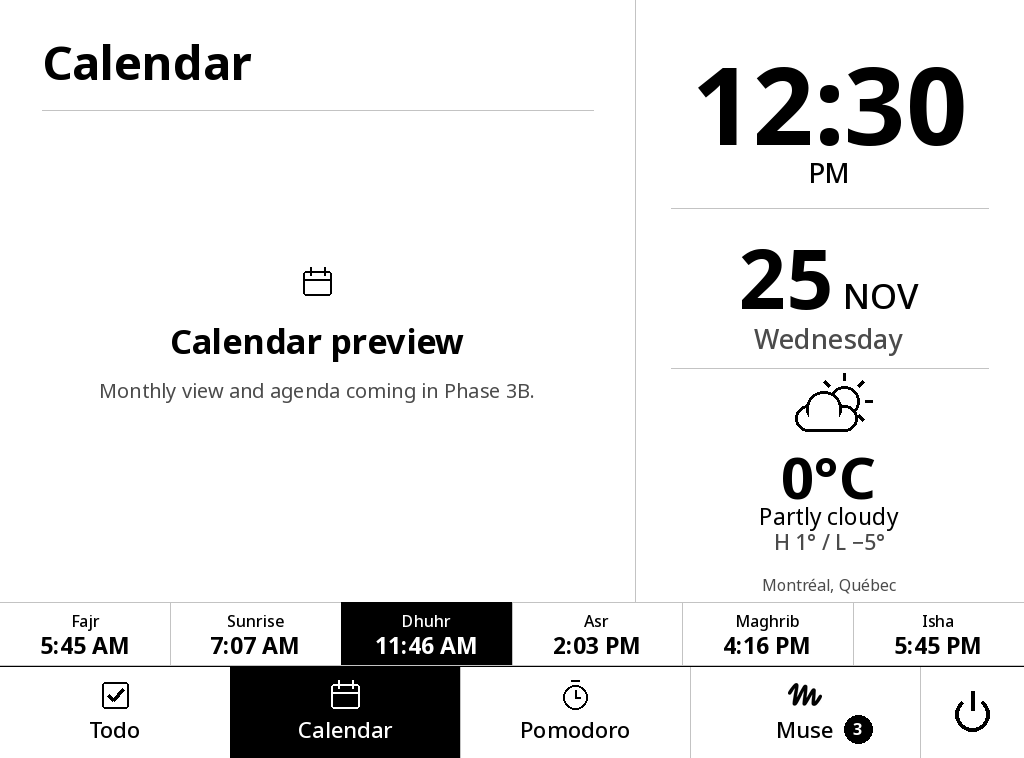 Calendar
Calendar preview
Monthly view and agenda coming in Phase 3B.
12:30
PM
25 NOV
Wednesday
0°C
Partly cloudy
H 1° / L −5°
Montréal, Québec
Fajr
5:45 AM
Sunrise
7:07 AM
Dhuhr
11:46 AM
Asr
2:03 PM
Maghrib
4:16 PM
Isha
5:45 PM
Todo
Calendar
Pomodoro
Muse 3